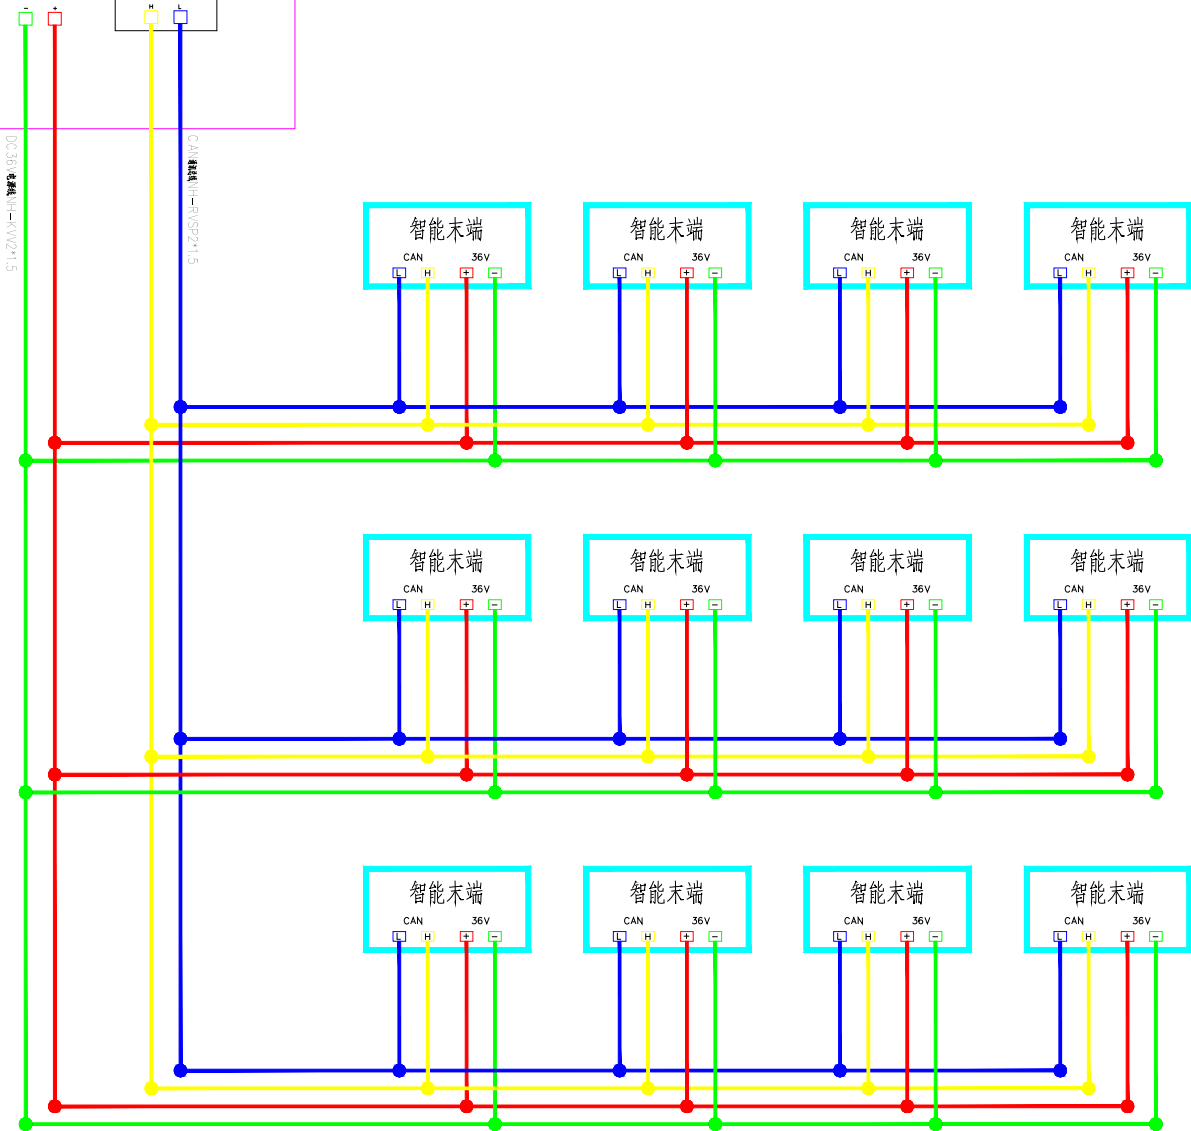 - +
H L
DC36V电源线NH-KVV2*1.5
CAN通讯总线NH-RVSP2*1.5
智能末端 智能末端 智能末端 智能末端
CAN 36V CAN 36V CAN 36V CAN 36V
L H + - L H + - L H + - L H + -
智能末端 智能末端 智能末端 智能末端
CAN 36V CAN 36V CAN 36V CAN 36V
L H + - L H + - L H + - L H + -
智能末端 智能末端 智能末端 智能末端
CAN 36V CAN 36V CAN 36V CAN 36V
L H + - L H + - L H + - L H + -